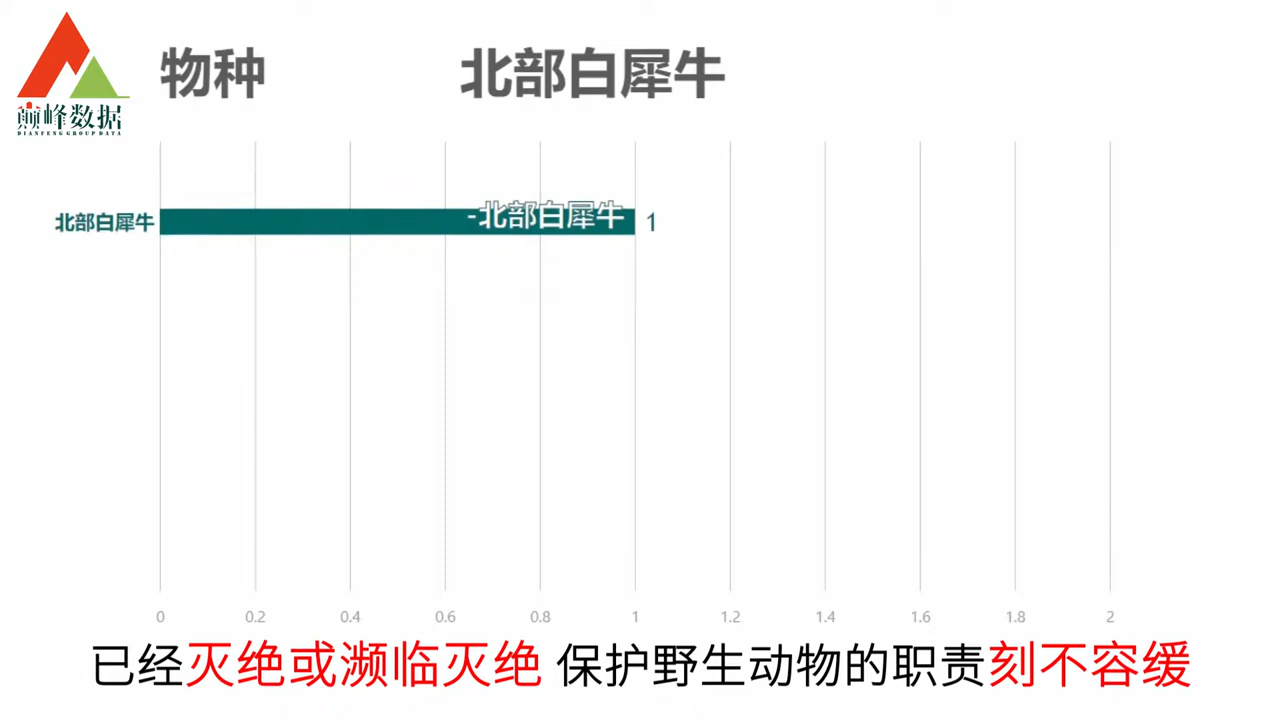 物种 北部白犀牛
巅峰数据
DIANFENG GROUP DATA
北部白犀牛 -北部白犀牛 1
0 0.2 0.4 0.6 0.8 1 1.2 1.4 1.6 1.8 2
已经灭绝或濒临灭绝 保护野生动物的职责刻不容缓